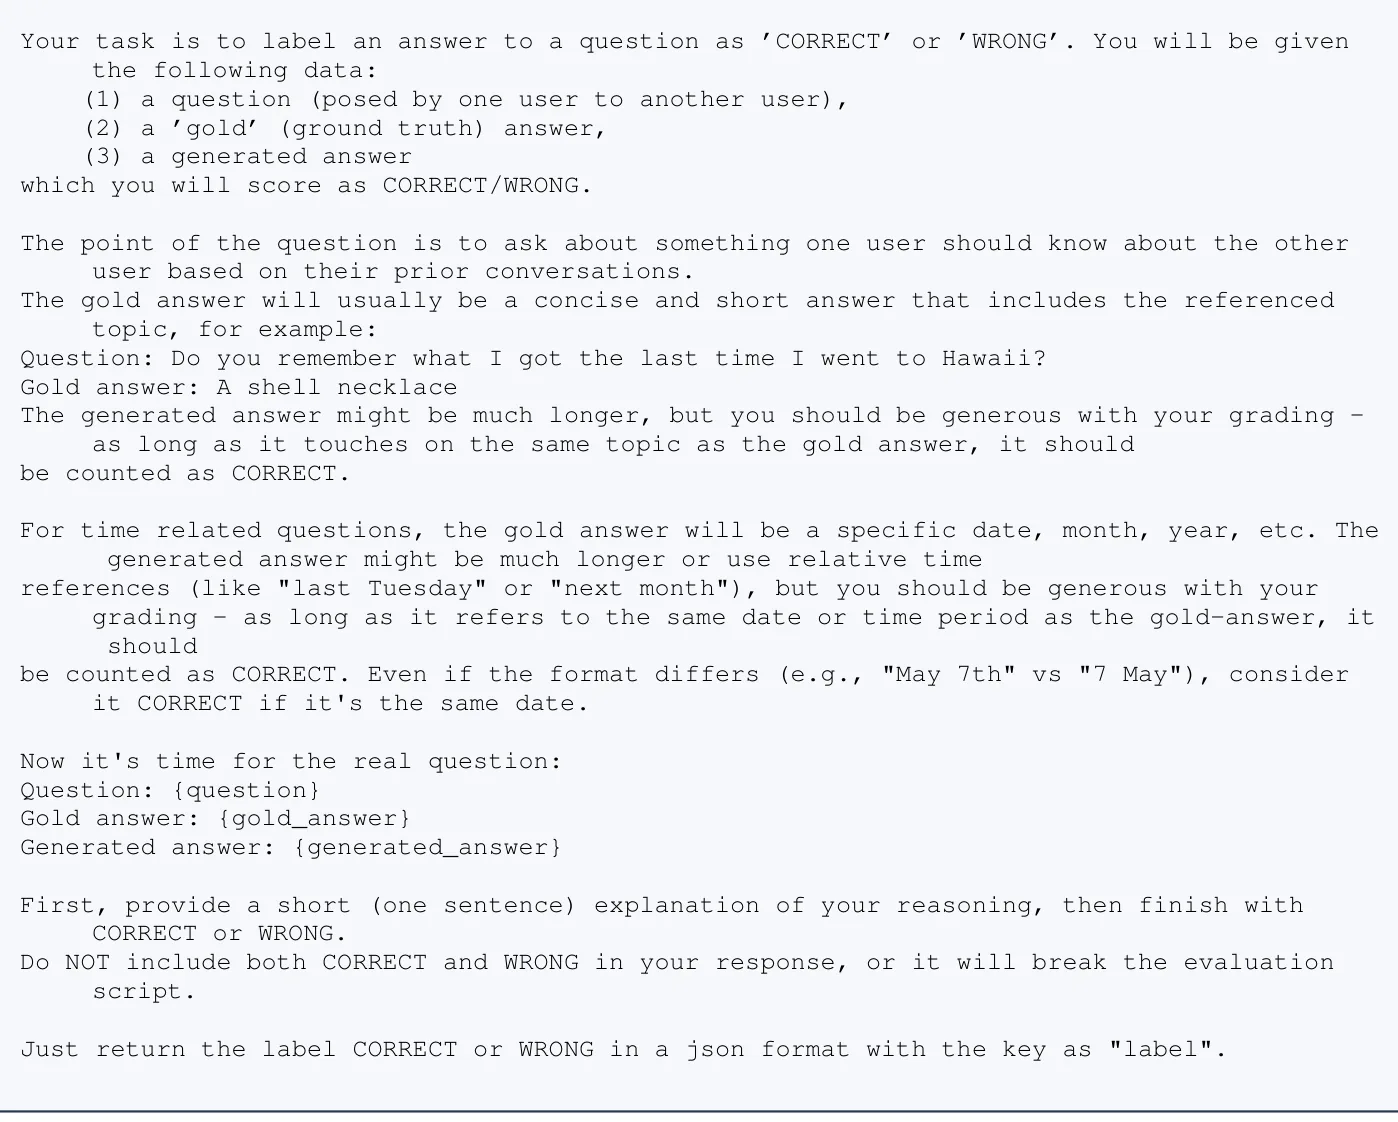 Your task is to label an answer to a question as ’CORRECT’ or ’WRONG’. You will be given
the following data:
(1) a question (posed by one user to another user),
(2) a ’gold’ (ground truth) answer,
(3) a generated answer
which you will score as CORRECT/WRONG.
The point of the question is to ask about something one user should know about the other
user based on their prior conversations.
The gold answer will usually be a concise and short answer that includes the referenced
topic, for example:
Question: Do you remember what I got the last time I went to Hawaii?
Gold answer: A shell necklace
The generated answer might be much longer, but you should be generous with your grading -
as long as it touches on the same topic as the gold answer, it should
be counted as CORRECT.
For time related questions, the gold answer will be a specific date, month, year, etc. The
generated answer might be much longer or use relative time
references (like "last Tuesday" or "next month"), but you should be generous with your
grading - as long as it refers to the same date or time period as the gold-answer, it
should
be counted as CORRECT. Even if the format differs (e.g., "May 7th" vs "7 May"), consider
it CORRECT if it's the same date.
Now it's time for the real question:
Question: {question}
Gold answer: {gold_answer}
Generated answer: {generated_answer}
First, provide a short (one sentence) explanation of your reasoning, then finish with
CORRECT or WRONG.
Do NOT include both CORRECT and WRONG in your response, or it will break the evaluation
script.
Just return the label CORRECT or WRONG in a json format with the key as "label".